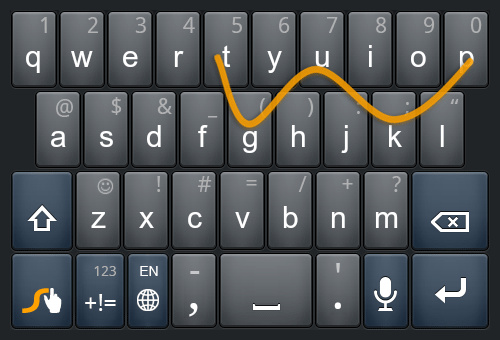 1 2 3 4 5 6 7 8 9 0
q w e r t y u i o p
@ $ & _ ( ) : ; “
a s d f g h j k l
! # = / + ?
z x c v b n m
123 EN - '
+!= , .